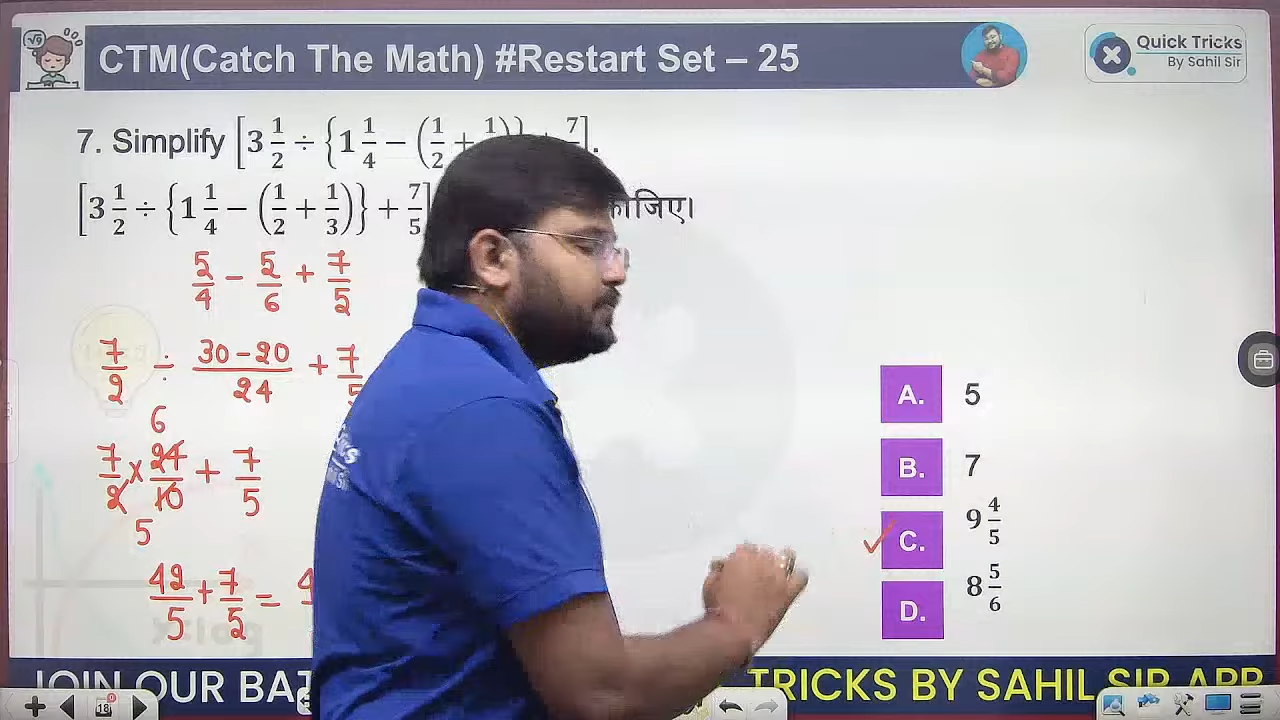 CTM(Catch The Math) #Restart Set – 25
Quick Tricks
By Sahil Sir
7. Simplify [3 1/2 ÷ {1 1/4 − (1/2 + 1 )} + 7 ].
[3 1/2 ÷ {1 1/4 − (1/2 + 1/3)} + 7/5] जिए।
5/4 − 5/6 + 7/5
7/2 ÷ (30−20)/24 + 7/5
6
7/2 × 24/10 + 7/5
5
42/5 + 7/5 =
A. 5
B. 7
C. 9 4/5
D. 8 5/6
JOIN OUR TRICKS BY SAHIL SIR APP
18